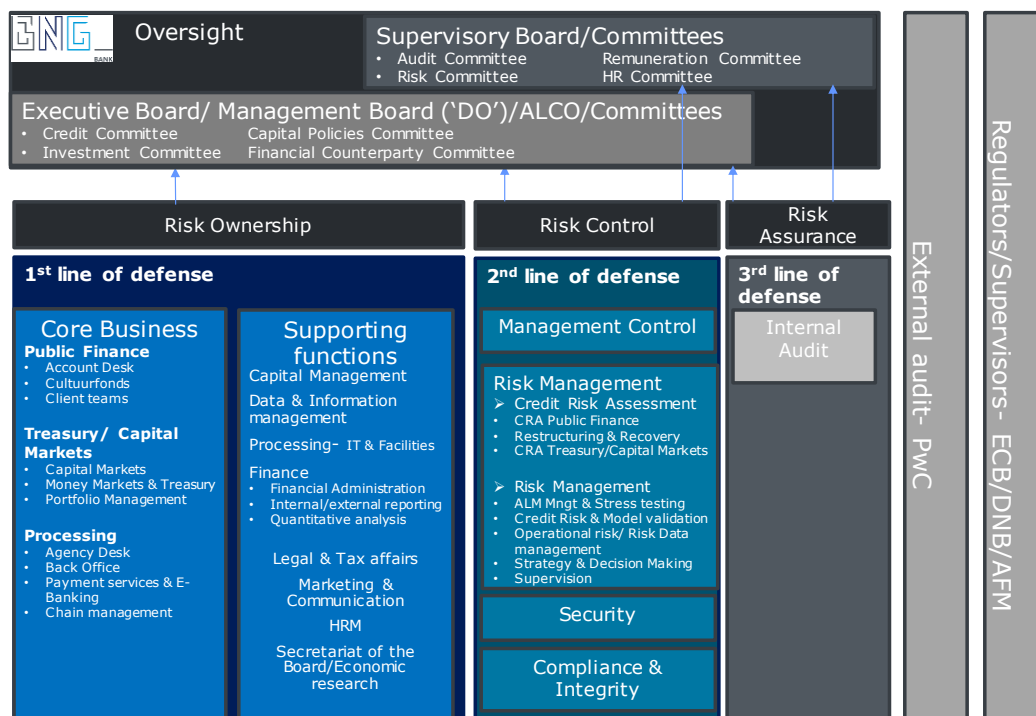 BNG
BANK
Oversight
Supervisory Board/Committees
• Audit Committee Remuneration Committee
• Risk Committee HR Committee
Executive Board/ Management Board ('DO')/ALCO/Committees
• Credit Committee Capital Policies Committee
• Investment Committee Financial Counterparty Committee
Risk Ownership
Risk Control
Risk
Assurance
1st line of defense
Core Business
Public Finance
• Account Desk
• Cultuurfonds
• Client teams
Treasury/ Capital
Markets
• Capital Markets
• Money Markets & Treasury
• Portfolio Management
Processing
• Agency Desk
• Back Office
• Payment services & E-
Banking
• Chain management
Supporting
functions
Capital Management
Data & Information
management
Processing- IT & Facilities
Finance
• Financial Administration
• Internal/external reporting
• Quantitative analysis
Legal & Tax affairs
Marketing &
Communication
HRM
Secretariat of the
Board/Economic
research
2nd line of defense
Management Control
Risk Management
➢ Credit Risk Assessment
• CRA Public Finance
• Restructuring & Recovery
• CRA Treasury/Capital Markets
➢ Risk Management
• ALM Mngt & Stress testing
• Credit Risk & Model validation
• Operational risk/ Risk Data
management
• Strategy & Decision Making
• Supervision
Security
Compliance &
Integrity
3rd line of
defense
Internal
Audit
External audit- PwC
Regulators/Supervisors- ECB/DNB/AFM